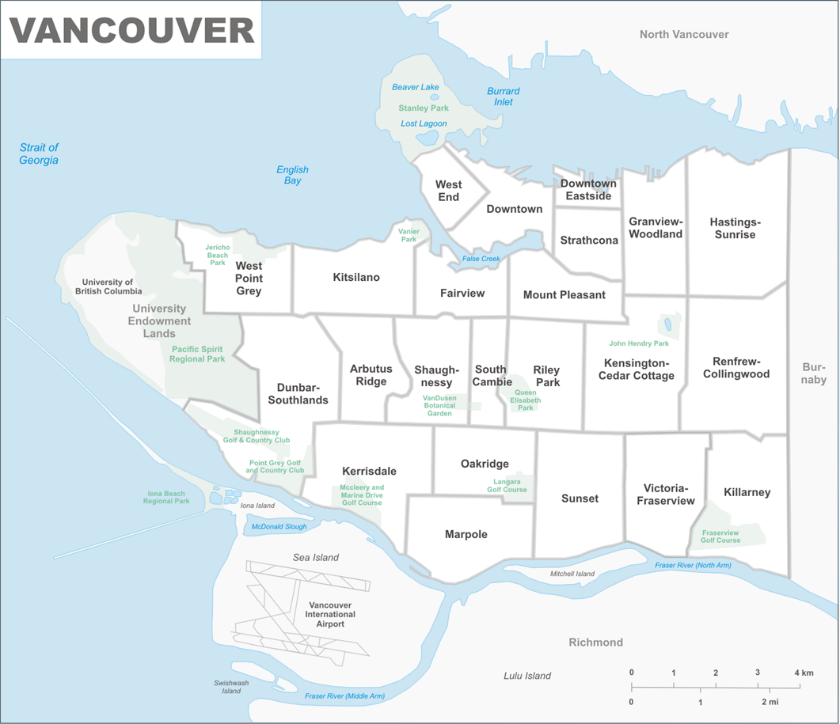 VANCOUVER
North Vancouver
Beaver Lake
Stanley Park
Lost Lagoon
Burrard
Inlet
Strait of
Georgia
English
Bay
West
End
Downtown
Downtown
Eastside
Strathcona
Granview-
Woodland
Hastings-
Sunrise
Vanier
Park
Jericho
Beach
Park
West
Point
Grey
Kitsilano
False Creek
Fairview
Mount Pleasant
University of
British Columbia
University
Endowment
Lands
Pacific Spirit
Regional Park
John Hendry Park
Dunbar-
Southlands
Arbutus
Ridge
Shaugh-
nessy
VanDusen
Botanical
Garden
South
Cambie
Riley
Park
Queen
Elisabeth
Park
Kensington-
Cedar Cottage
Renfrew-
Collingwood
Bur-
naby
Shaughnessy
Golf & Country Club
Point Grey Golf
and Country Club
Kerrisdale
Mccleery and
Marine Drive
Golf Course
Oakridge
Langara
Golf Course
Sunset
Victoria-
Fraserview
Killarney
Fraserview
Golf Course
Marpole
Iona Beach
Regional Park
Iona Island
McDonald Slough
Sea Island
Mitchell Island
Fraser River (North Arm)
Vancouver
International
Airport
Richmond
Lulu Island
Swishwash
Island
Fraser River (Middle Arm)
0 1 2 3 4 km
0 1 2 mi